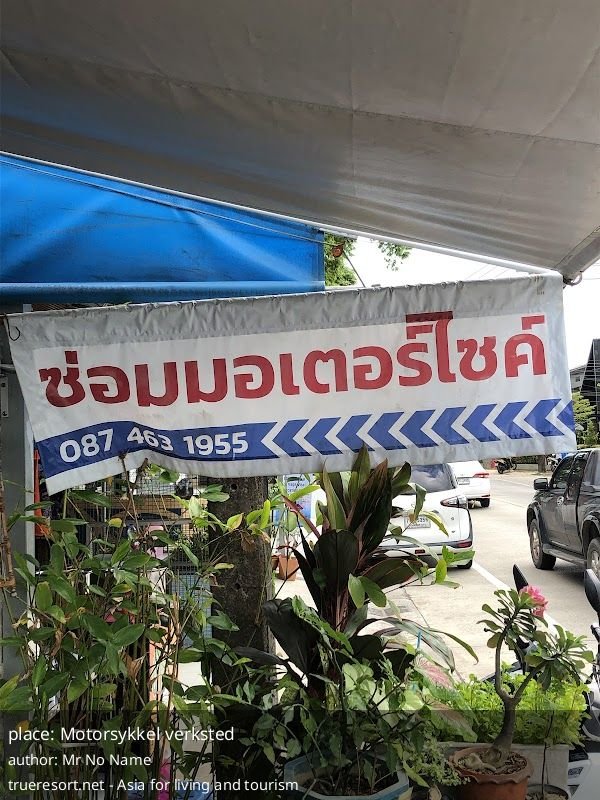 ซ่อมมอเตอร์ไซค์
087 463 1955
place: Motorsykkel verksted
author: Mr No Name
trueresort.net - Asia for living and tourism